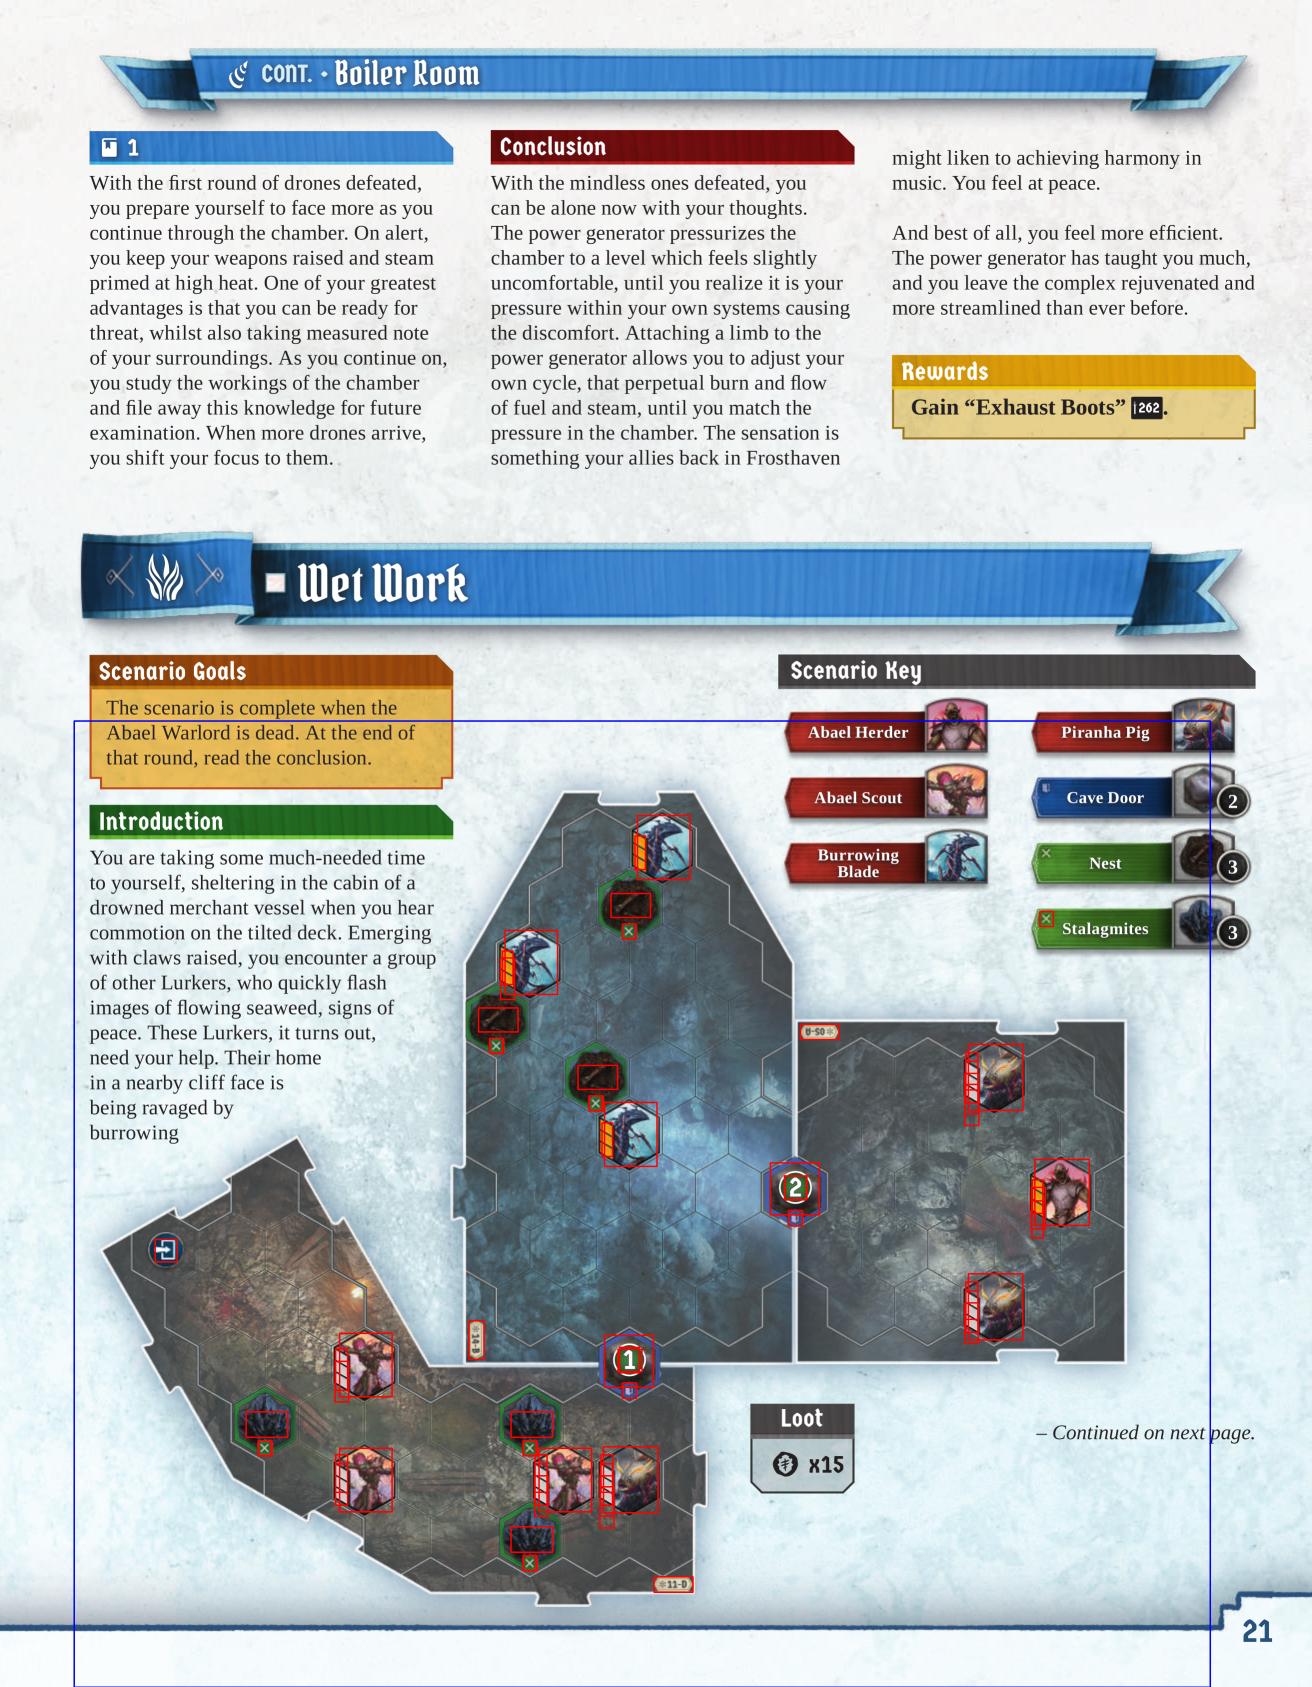 CONT. • Boiler Room
1
With the first round of drones defeated,
you prepare yourself to face more as you
continue through the chamber. On alert,
you keep your weapons raised and steam
primed at high heat. One of your greatest
advantages is that you can be ready for
threat, whilst also taking measured note
of your surroundings. As you continue on,
you study the workings of the chamber
and file away this knowledge for future
examination. When more drones arrive,
you shift your focus to them.
Conclusion
With the mindless ones defeated, you
can be alone now with your thoughts.
The power generator pressurizes the
chamber to a level which feels slightly
uncomfortable, until you realize it is your
pressure within your own systems causing
the discomfort. Attaching a limb to the
power generator allows you to adjust your
own cycle, that perpetual burn and flow
of fuel and steam, until you match the
pressure in the chamber. The sensation is
something your allies back in Frosthaven
might liken to achieving harmony in
music. You feel at peace.
And best of all, you feel more efficient.
The power generator has taught you much,
and you leave the complex rejuvenated and
more streamlined than ever before.
Rewards
Gain “Exhaust Boots” 262.
Wet Work
Scenario Goals
The scenario is complete when the
Abael Warlord is dead. At the end of
that round, read the conclusion.
Introduction
You are taking some much-needed time
to yourself, sheltering in the cabin of a
drowned merchant vessel when you hear
commotion on the tilted deck. Emerging
with claws raised, you encounter a group
of other Lurkers, who quickly flash
images of flowing seaweed, signs of
peace. These Lurkers, it turns out,
need your help. Their home
in a nearby cliff face is
being ravaged by
burrowing
Scenario Key
Abael Herder
Piranha Pig
Abael Scout
Cave Door 2
Burrowing
Blade
Nest 3
Stalagmites 3
2
14-D
1
11-D
Loot
x15
– Continued on next page.
21